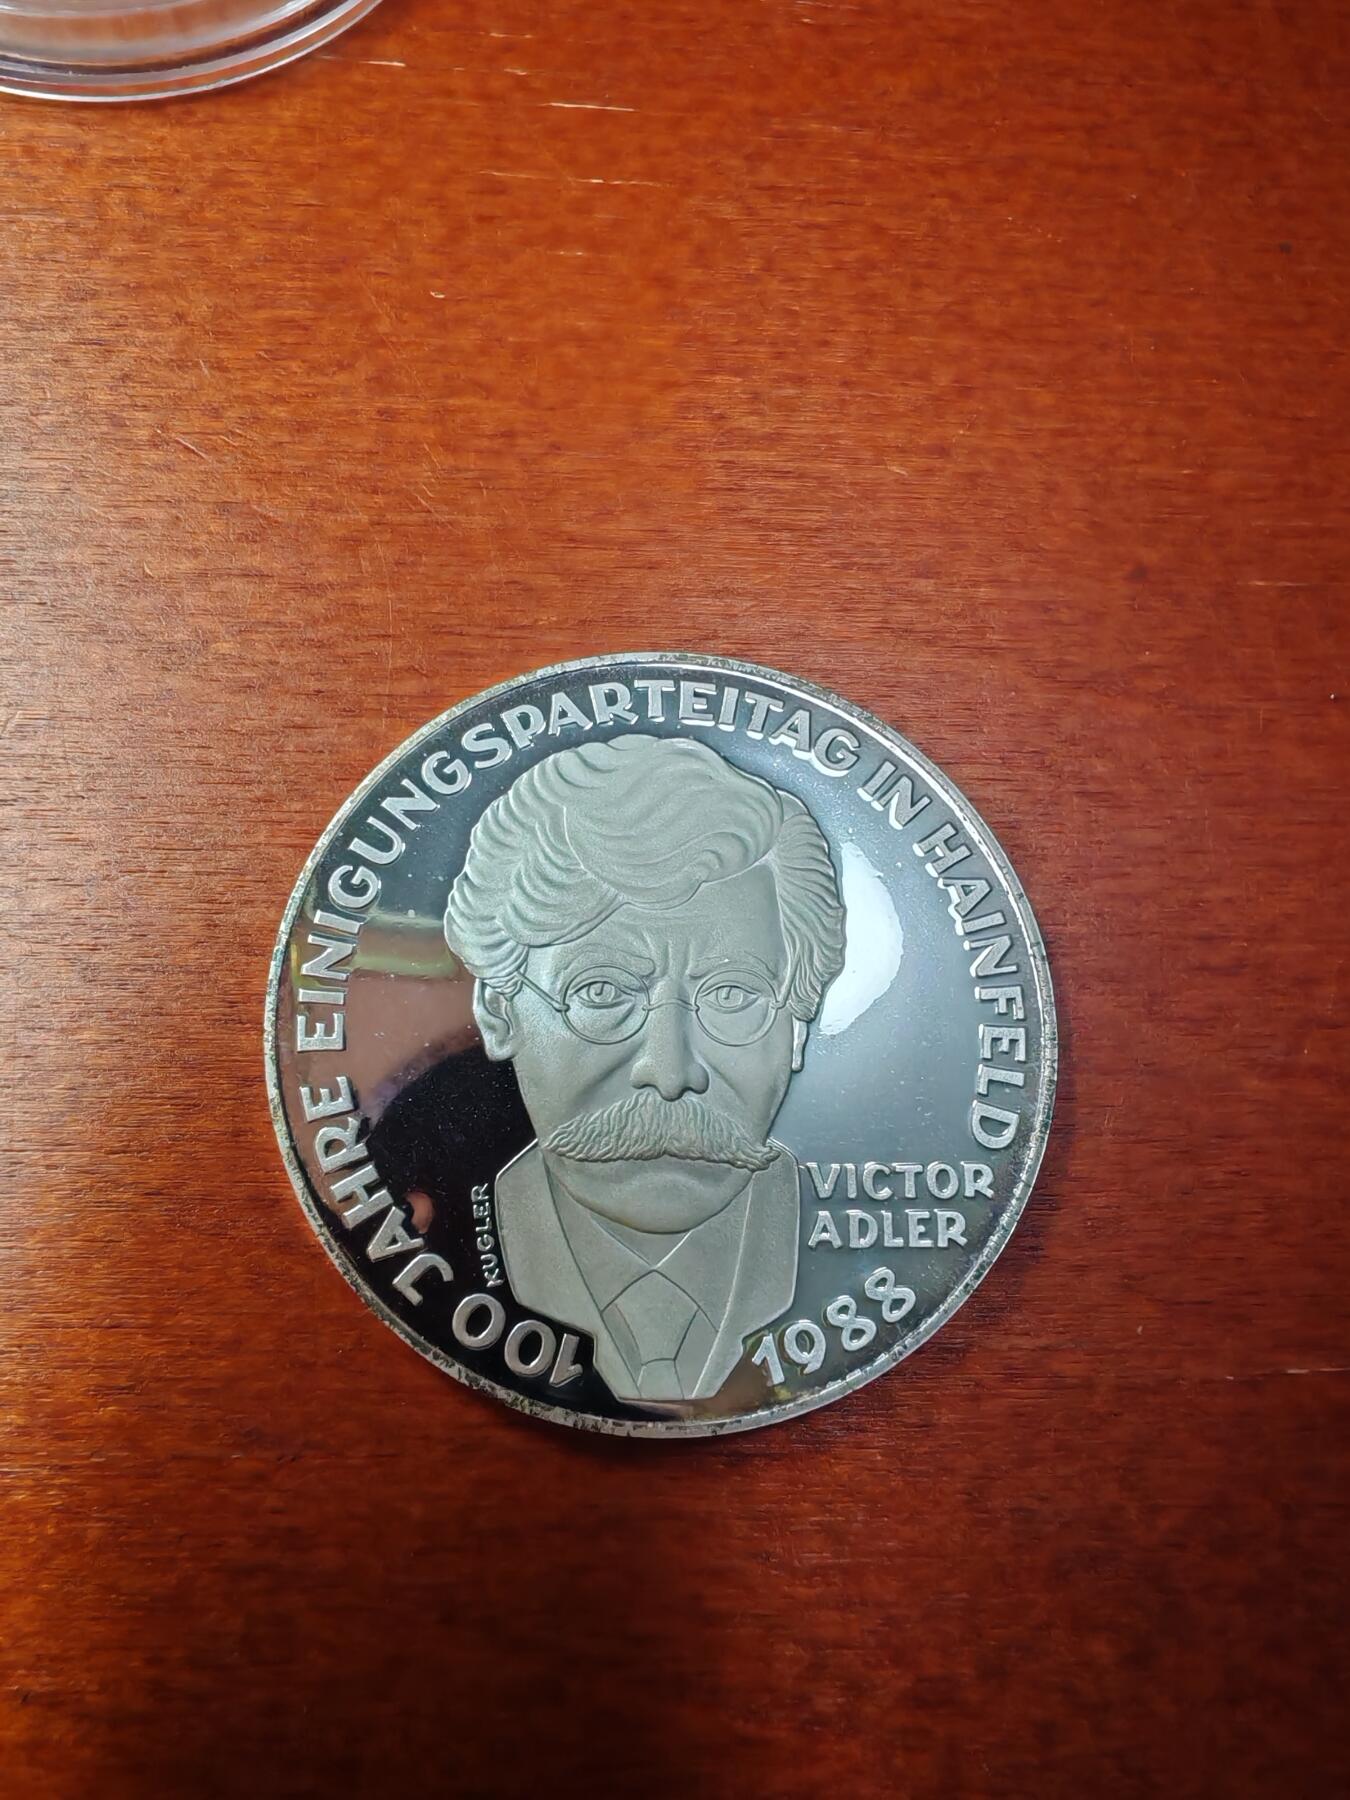 100 JAHRE EINIGUNGSPARTEITAG IN HAINFELD
VICTOR
ADLER
1988
KUGLER